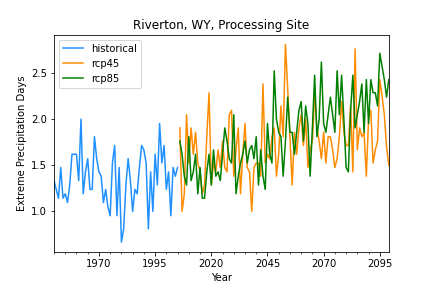 Riverton, WY, Processing Site
historical
rcp45
rcp85
Extreme Precipitation Days
2.5
2.0
1.5
1.0
1970 1995 2020 2045 2070 2095
Year